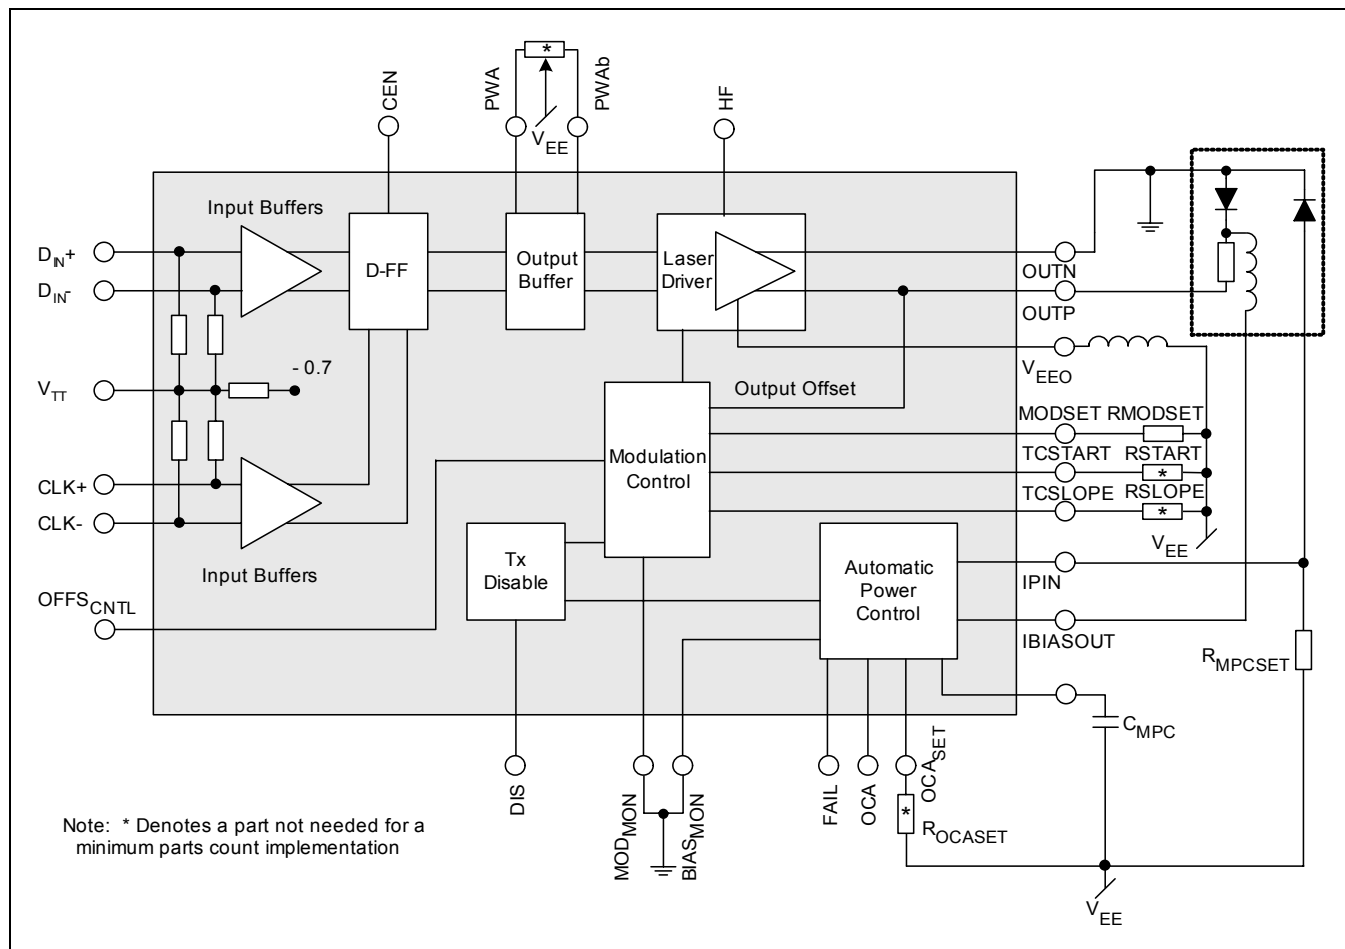 *
PWA
PWAb
V_EE
CEN
HF
Input Buffers
D_IN+
D_IN-
D-FF
Output
Buffer
Laser
Driver
OUTN
OUTP
V_TT
- 0.7
V_EEO
Output Offset
MODSET RMODSET
TCSTART RSTART
*
TCSLOPE RSLOPE
*
V_EE
Modulation
Control
CLK+
CLK-
Input Buffers
Tx
Disable
Automatic
Power
Control
IPIN
IBIASOUT
OFFS_CNTL
R_MPCSET
C_MPC
DIS
MOD_MON
BIAS_MON
FAIL
OCA
OCA_SET
*
R_OCASET
V_EE
Note: * Denotes a part not needed for a
minimum parts count implementation